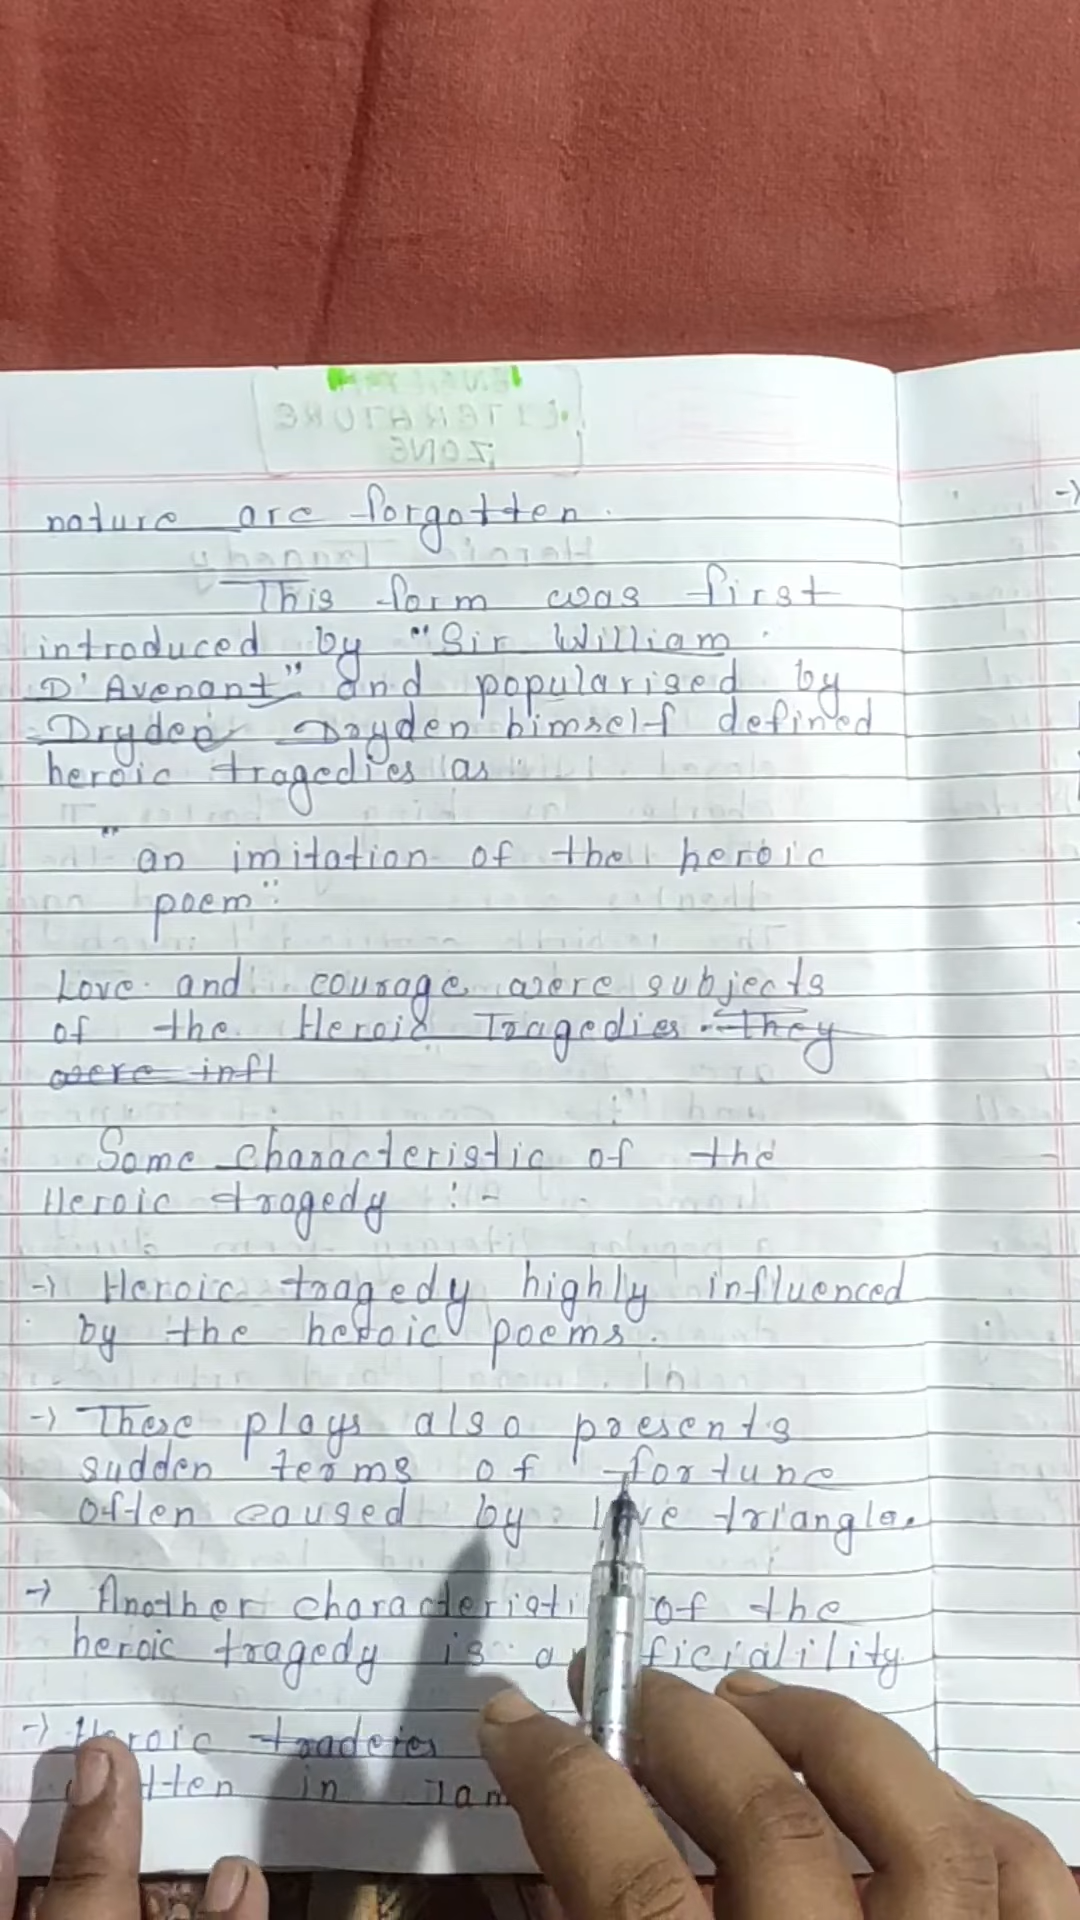 nature are forgotten.
This form was first
introduced by "Sir William
D'Avenant" and popularised by
Dryden Dryden himself defined
heroic tragedies as
"an imitation of the heroic
poem"
Love and courage were subjects
of the Heroic Tragedies. They
were infl
Some characteristic of the
Heroic tragedy :-
-> Heroic tragedy highly influenced
by the heroic poems.
-> These plays also presents
sudden terms of fortune
often caused by love triangle.
-> Another characteristic of the
heroic tragedy is
-> Heroic tradeies
in